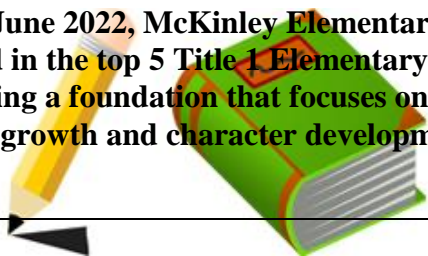 June 2022, McKinley Elementar
in the top 5 Title 1 Elementary
ing a foundation that focuses on
growth and character developm